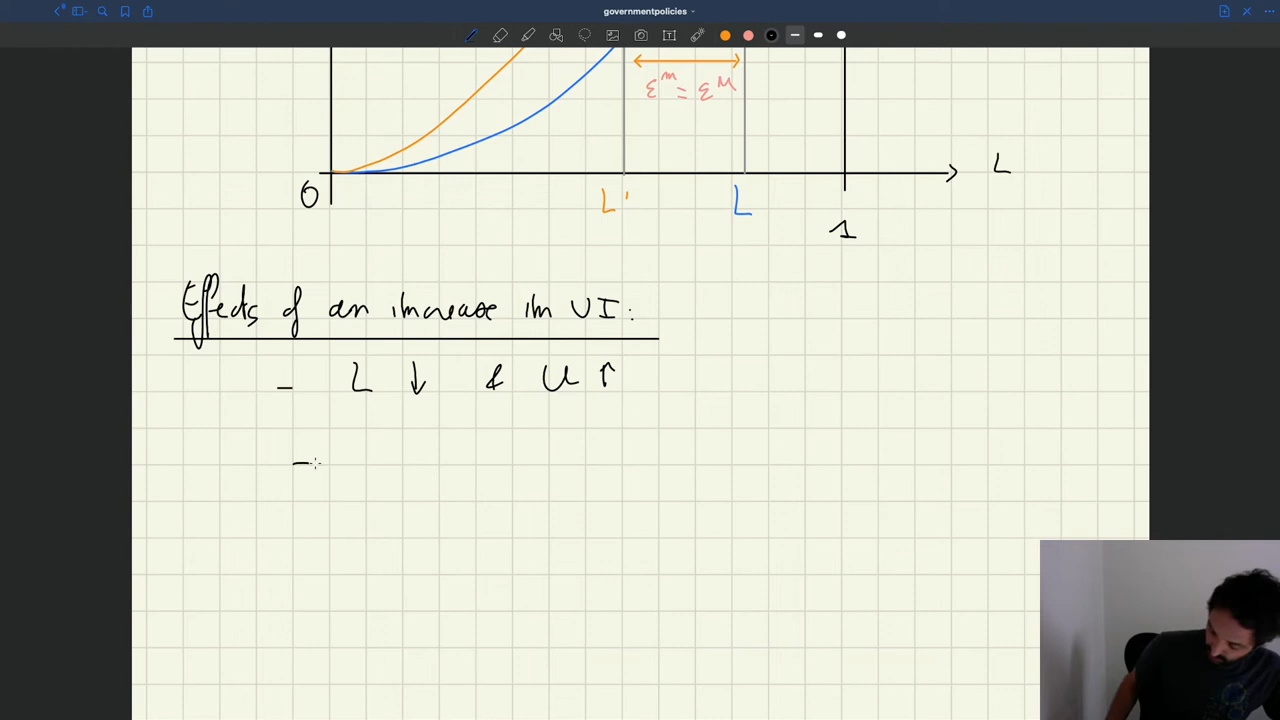 governmentpolicies
ε^m = ε^M
L
0
L'
L
1
Effects of an increase in UI:
- L ↓ & U ↑
-